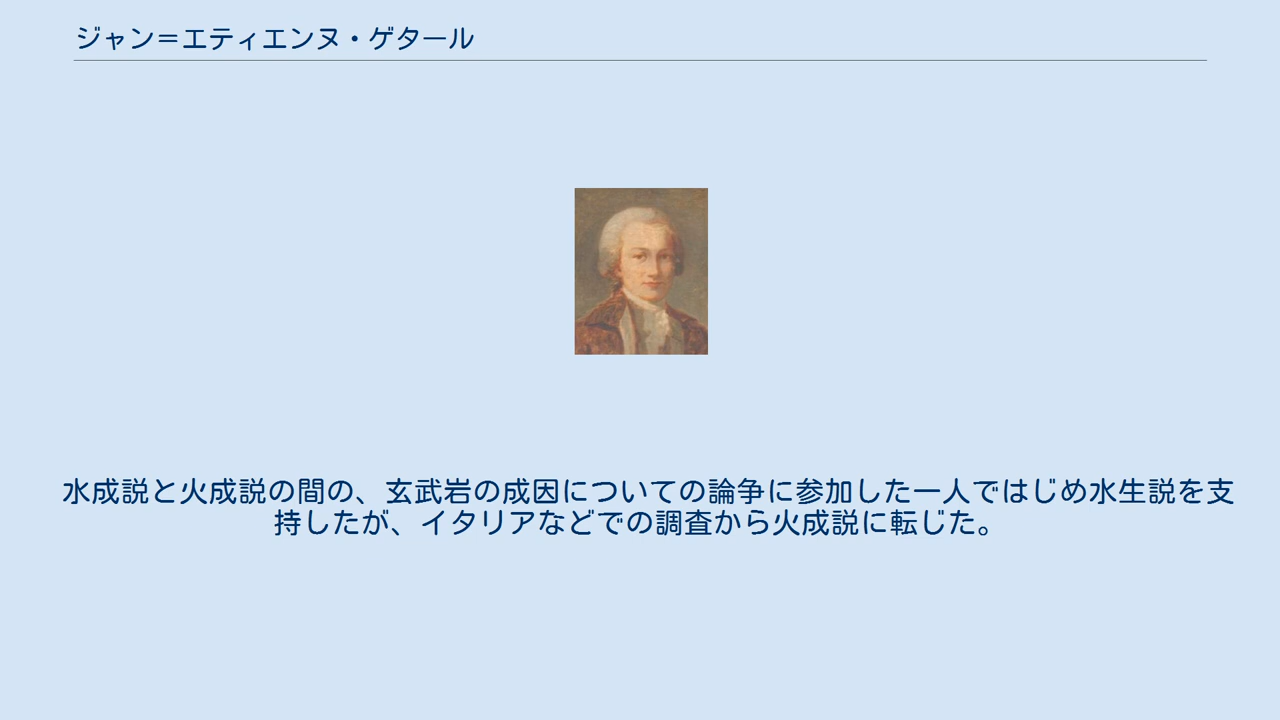 ジャン＝エティエンヌ・ゲタール
水成説と火成説の間の、玄武岩の成因についての論争に参加した一人ではじめ水生説を支
持したが、イタリアなどでの調査から火成説に転じた。